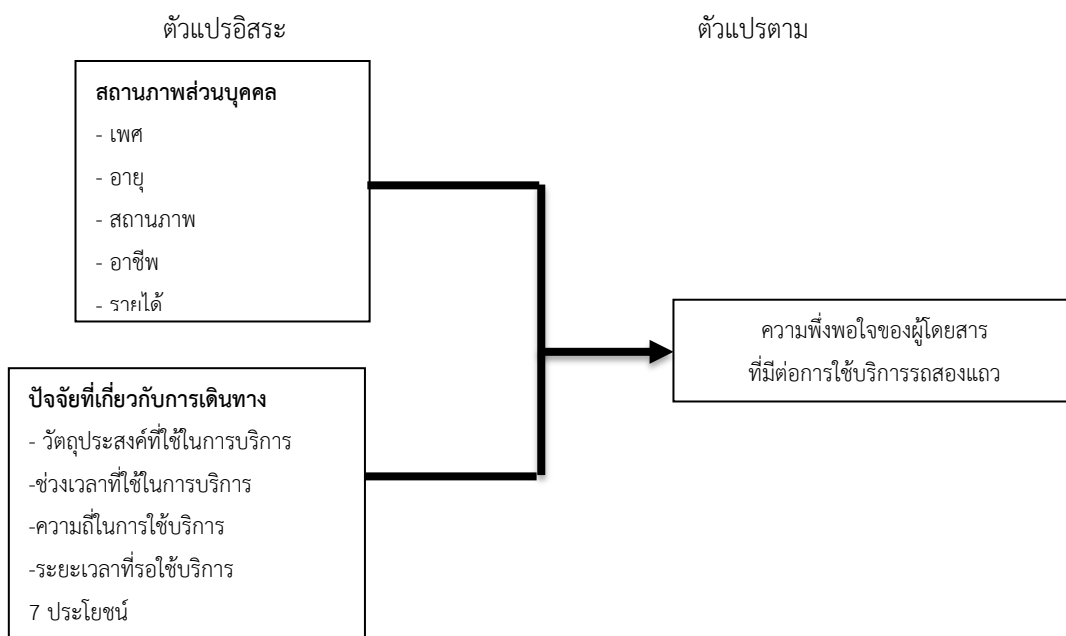 ตัวแปรอิสระ
ตัวแปรตาม
สถานภาพส่วนบุคคล
- เพศ
- อายุ
- สถานภาพ
- อาชีพ
- รายได้
ความพึ่งพอใจของผู้โดยสาร
ที่มีต่อการใช้บริการรถสองแถว
ปัจจัยที่เกี่ยวกับการเดินทาง
- วัตถุประสงค์ที่ใช้ในการบริการ
-ช่วงเวลาที่ใช้ในการบริการ
-ความถี่ในการใช้บริการ
-ระยะเวลาที่รอใช้บริการ
7 ประโยชน์